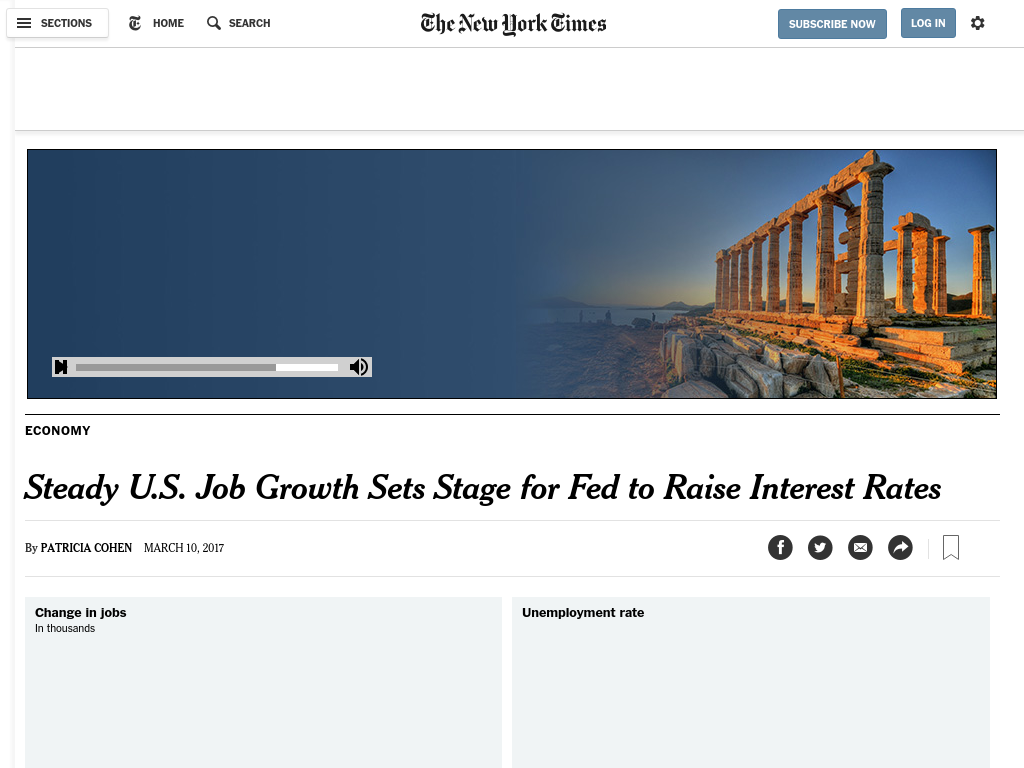 SECTIONS
HOME
SEARCH
The New York Times
SUBSCRIBE NOW
LOG IN
ECONOMY
Steady U.S. Job Growth Sets Stage for Fed to Raise Interest Rates
By PATRICIA COHEN MARCH 10, 2017
Change in jobs
In thousands
Unemployment rate